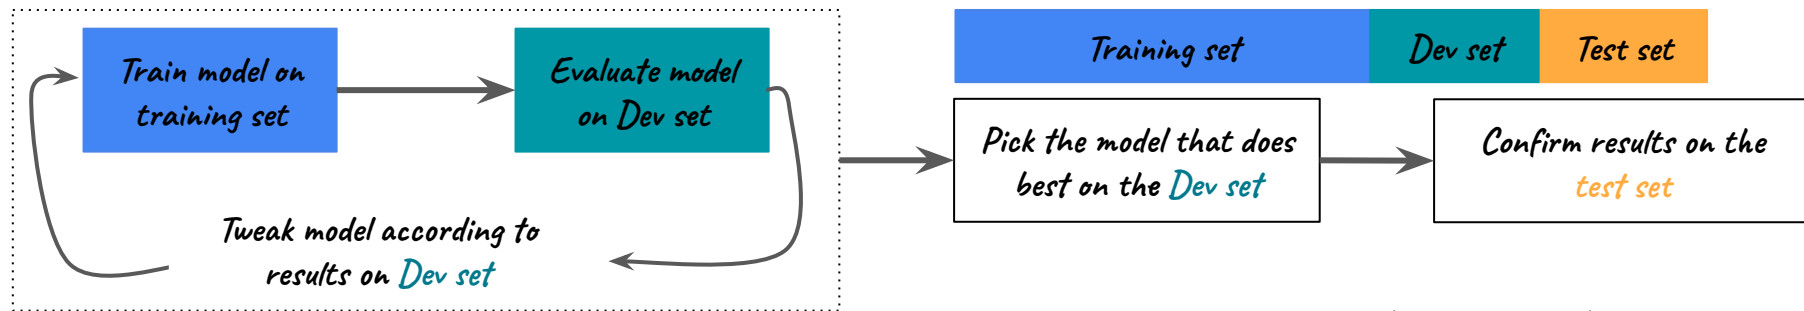 Train model on
training set
Evaluate model
on Dev set
Tweak model according to
results on Dev set
Training set
Dev set
Test set
Pick the model that does
best on the Dev set
Confirm results on the
test set